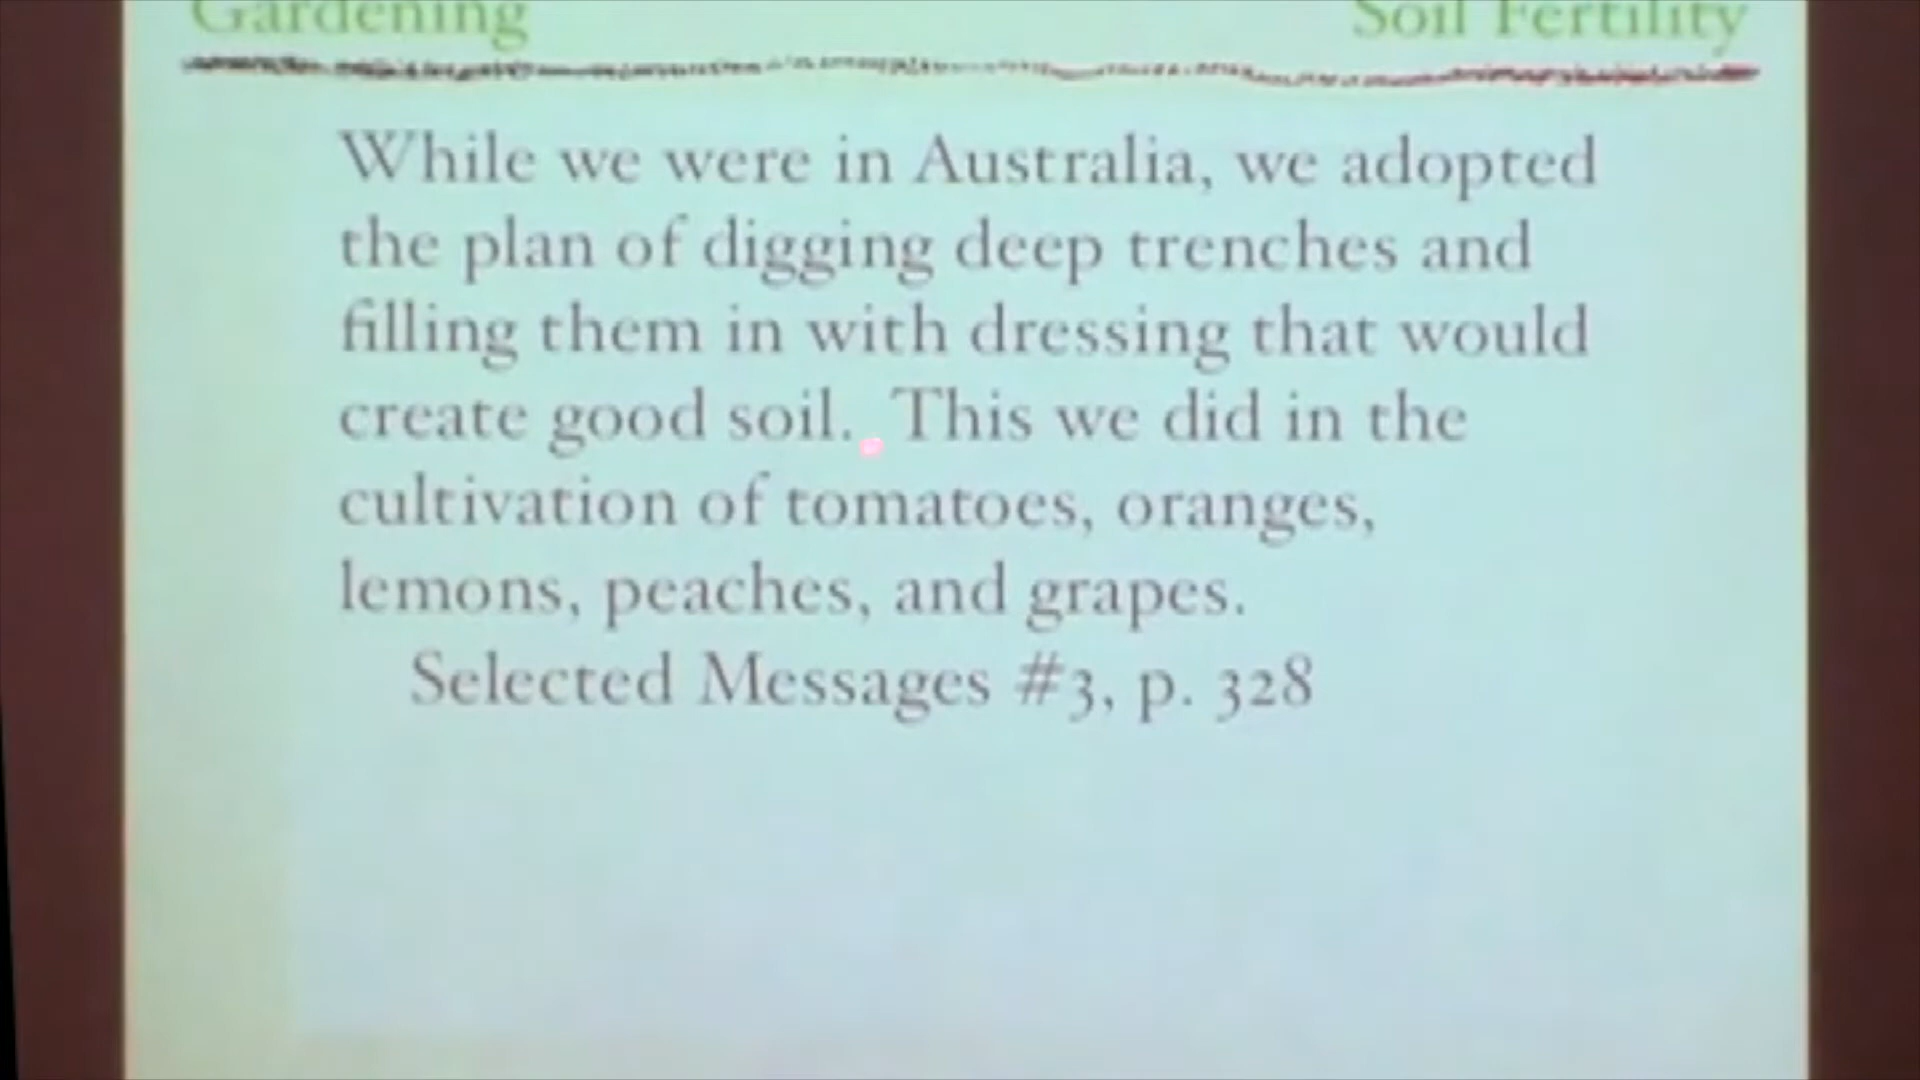 Gardening Soil Fertility
While we were in Australia, we adopted
the plan of digging deep trenches and
filling them in with dressing that would
create good soil. This we did in the
cultivation of tomatoes, oranges,
lemons, peaches, and grapes.
Selected Messages #3, p. 328